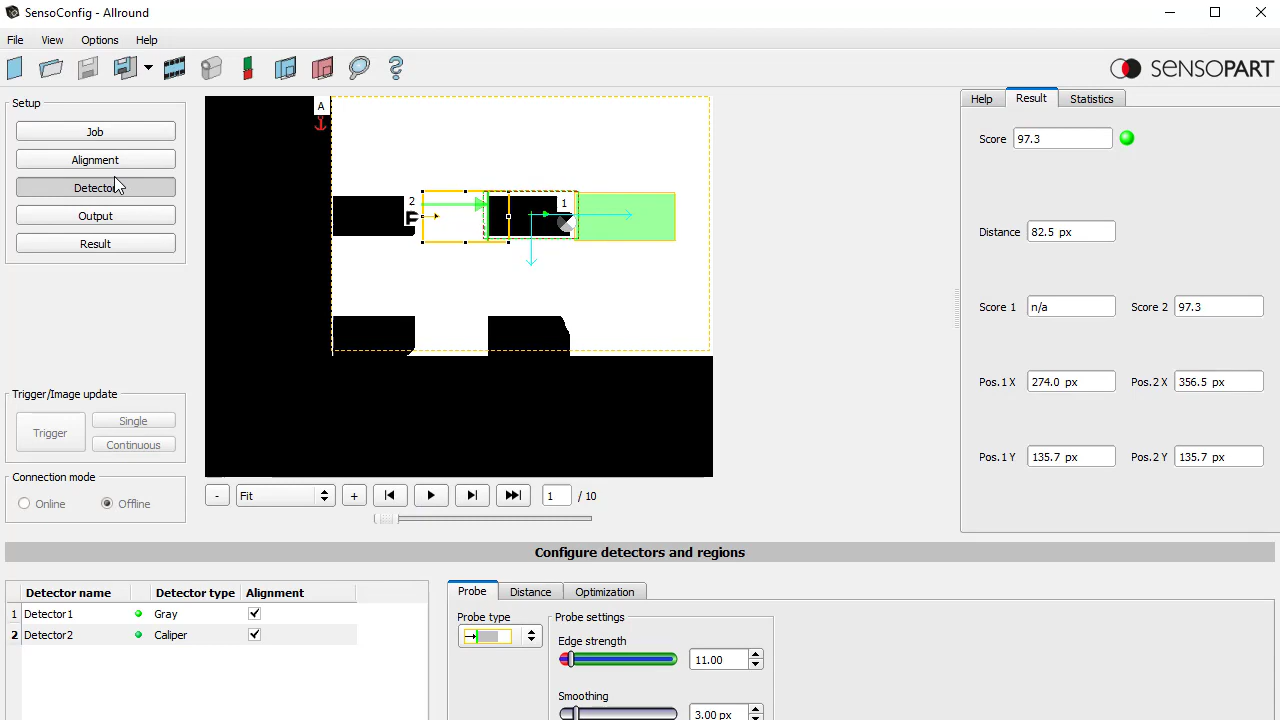 SensoConfig - Allround
File View Options Help
SENSOPART
Setup
Job
Alignment
Detector
Output
Result
Trigger/Image update
Trigger
Single
Continuous
Connection mode
Online Offline
A
2
1
- Fit + 1 / 10
Help Result Statistics
Score 97.3
Distance 82.5 px
Score 1 n/a Score 2 97.3
Pos.1 X 274.0 px Pos.2 X 356.5 px
Pos.1 Y 135.7 px Pos.2 Y 135.7 px
Configure detectors and regions
Detector name Detector type Alignment
1 Detector1 Gray
2 Detector2 Caliper
Probe Distance Optimization
Probe type
Probe settings
Edge strength
11.00
Smoothing
3.00 px